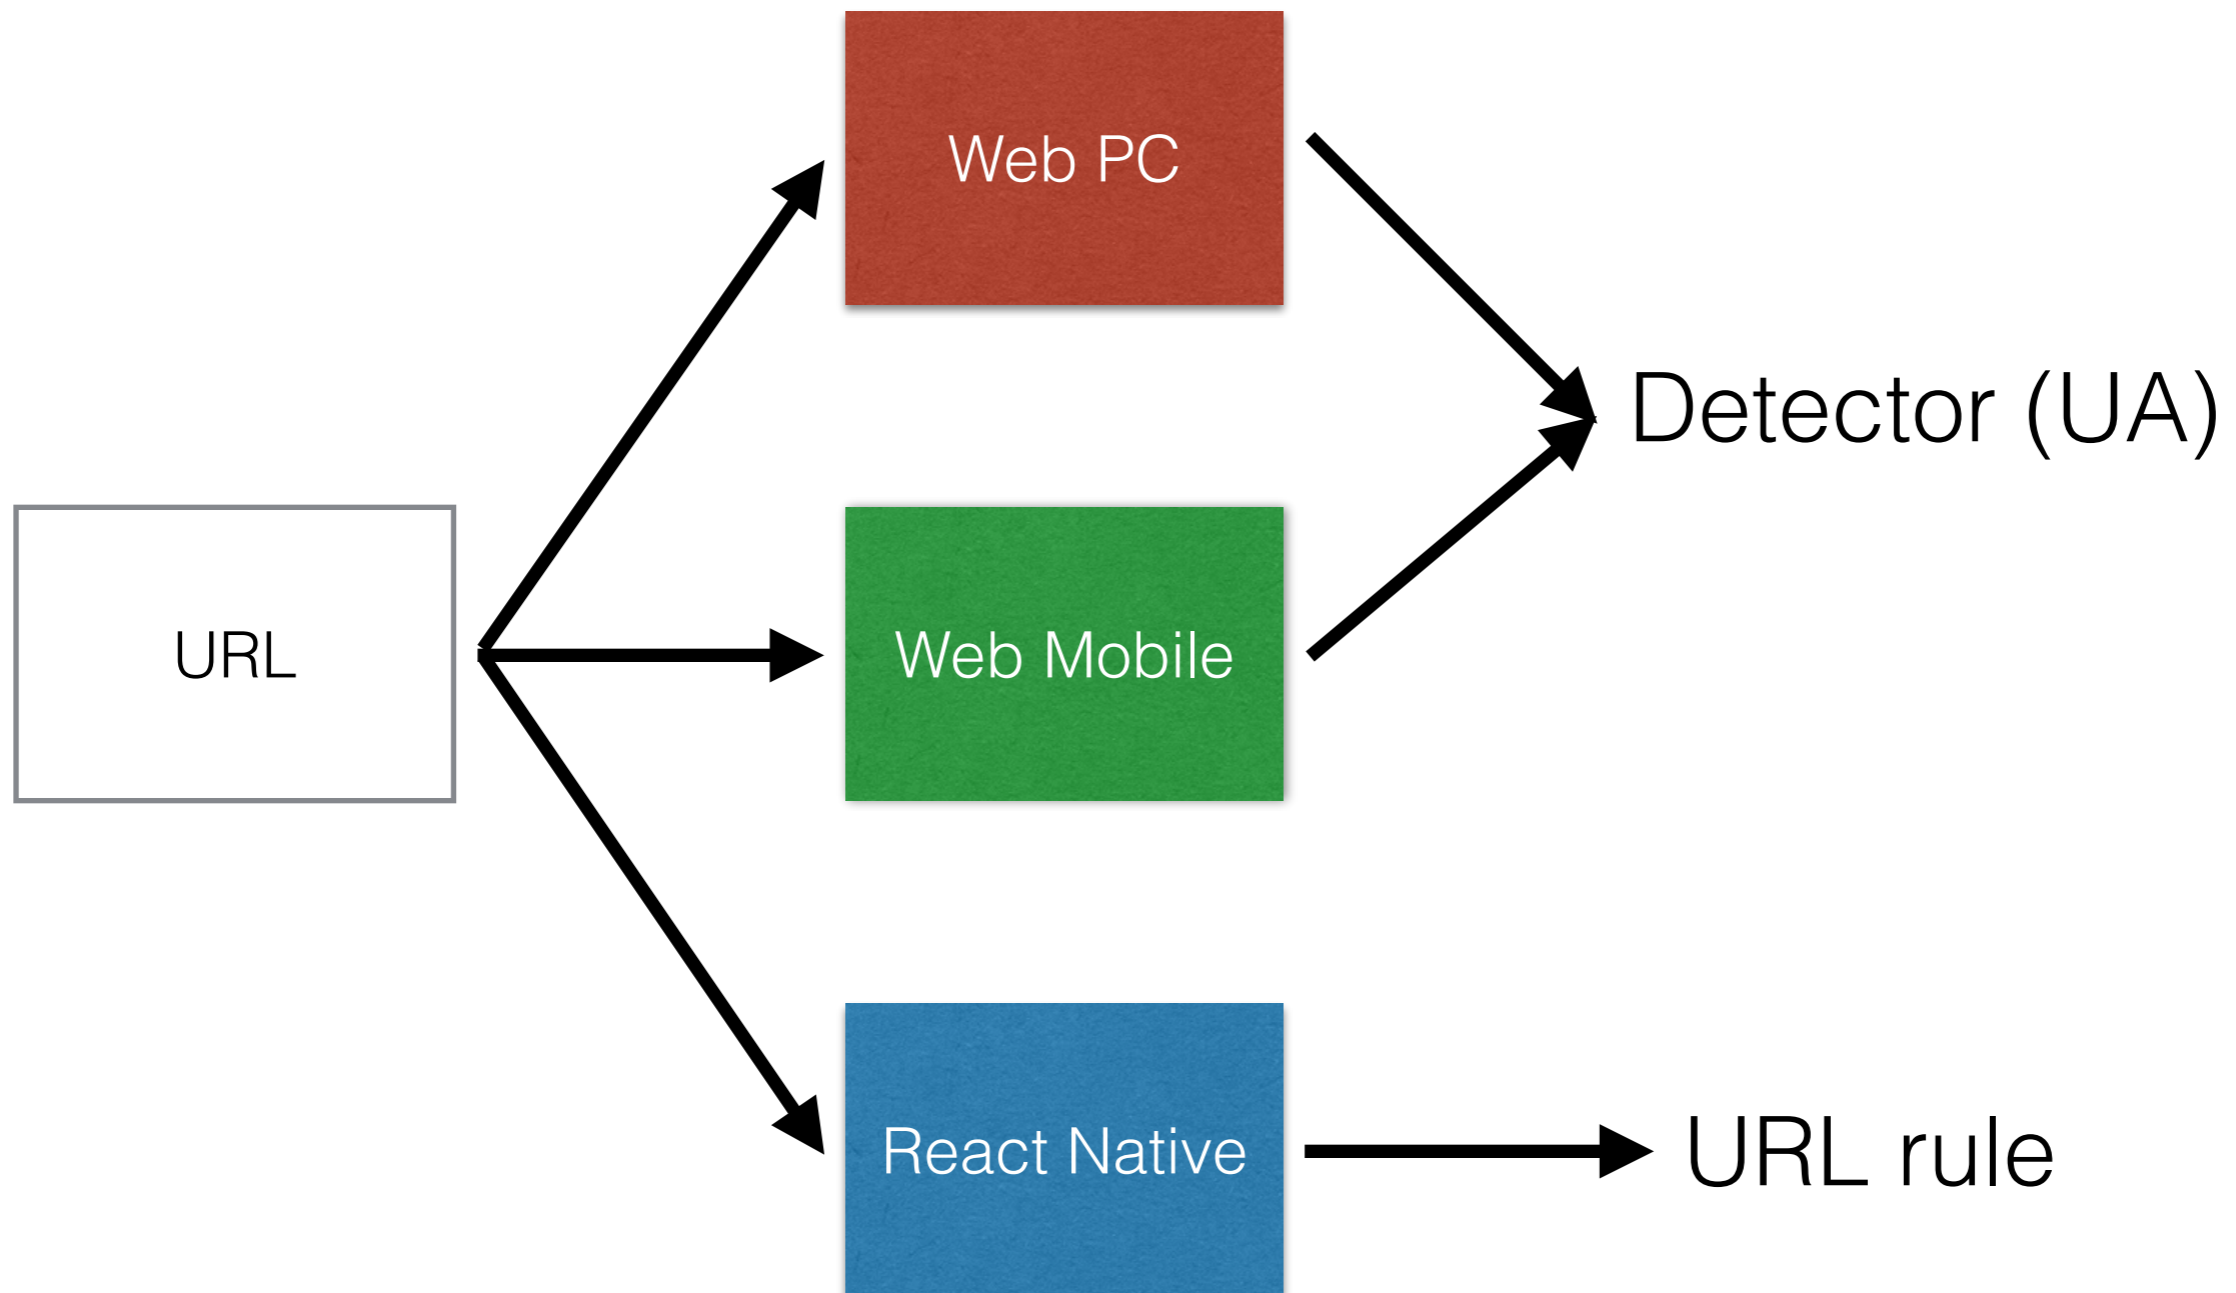 Web PC
Detector (UA)
URL
Web Mobile
React Native
URL rule